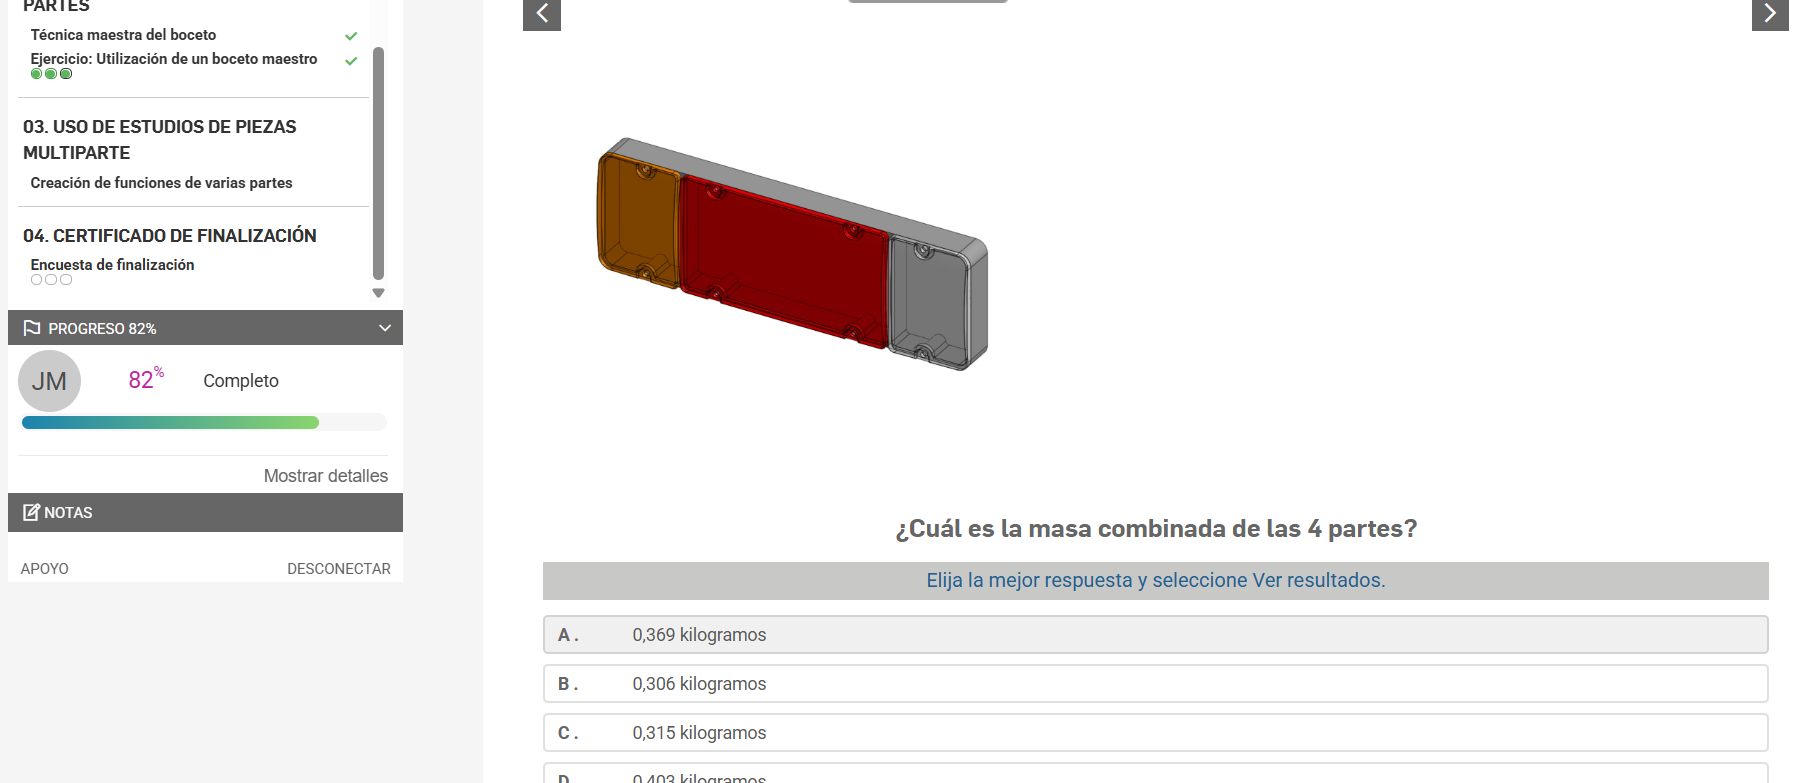 PARTES
Técnica maestra del boceto
Ejercicio: Utilización de un boceto maestro
03. USO DE ESTUDIOS DE PIEZAS
MULTIPARTE
Creación de funciones de varias partes
04. CERTIFICADO DE FINALIZACIÓN
Encuesta de finalización
PROGRESO 82%
JM
82%
Completo
Mostrar detalles
NOTAS
APOYO
DESCONECTAR
¿Cuál es la masa combinada de las 4 partes?
Elija la mejor respuesta y seleccione Ver resultados.
A. 0,369 kilogramos
B. 0,306 kilogramos
C. 0,315 kilogramos
D. 0,403 kilogramos